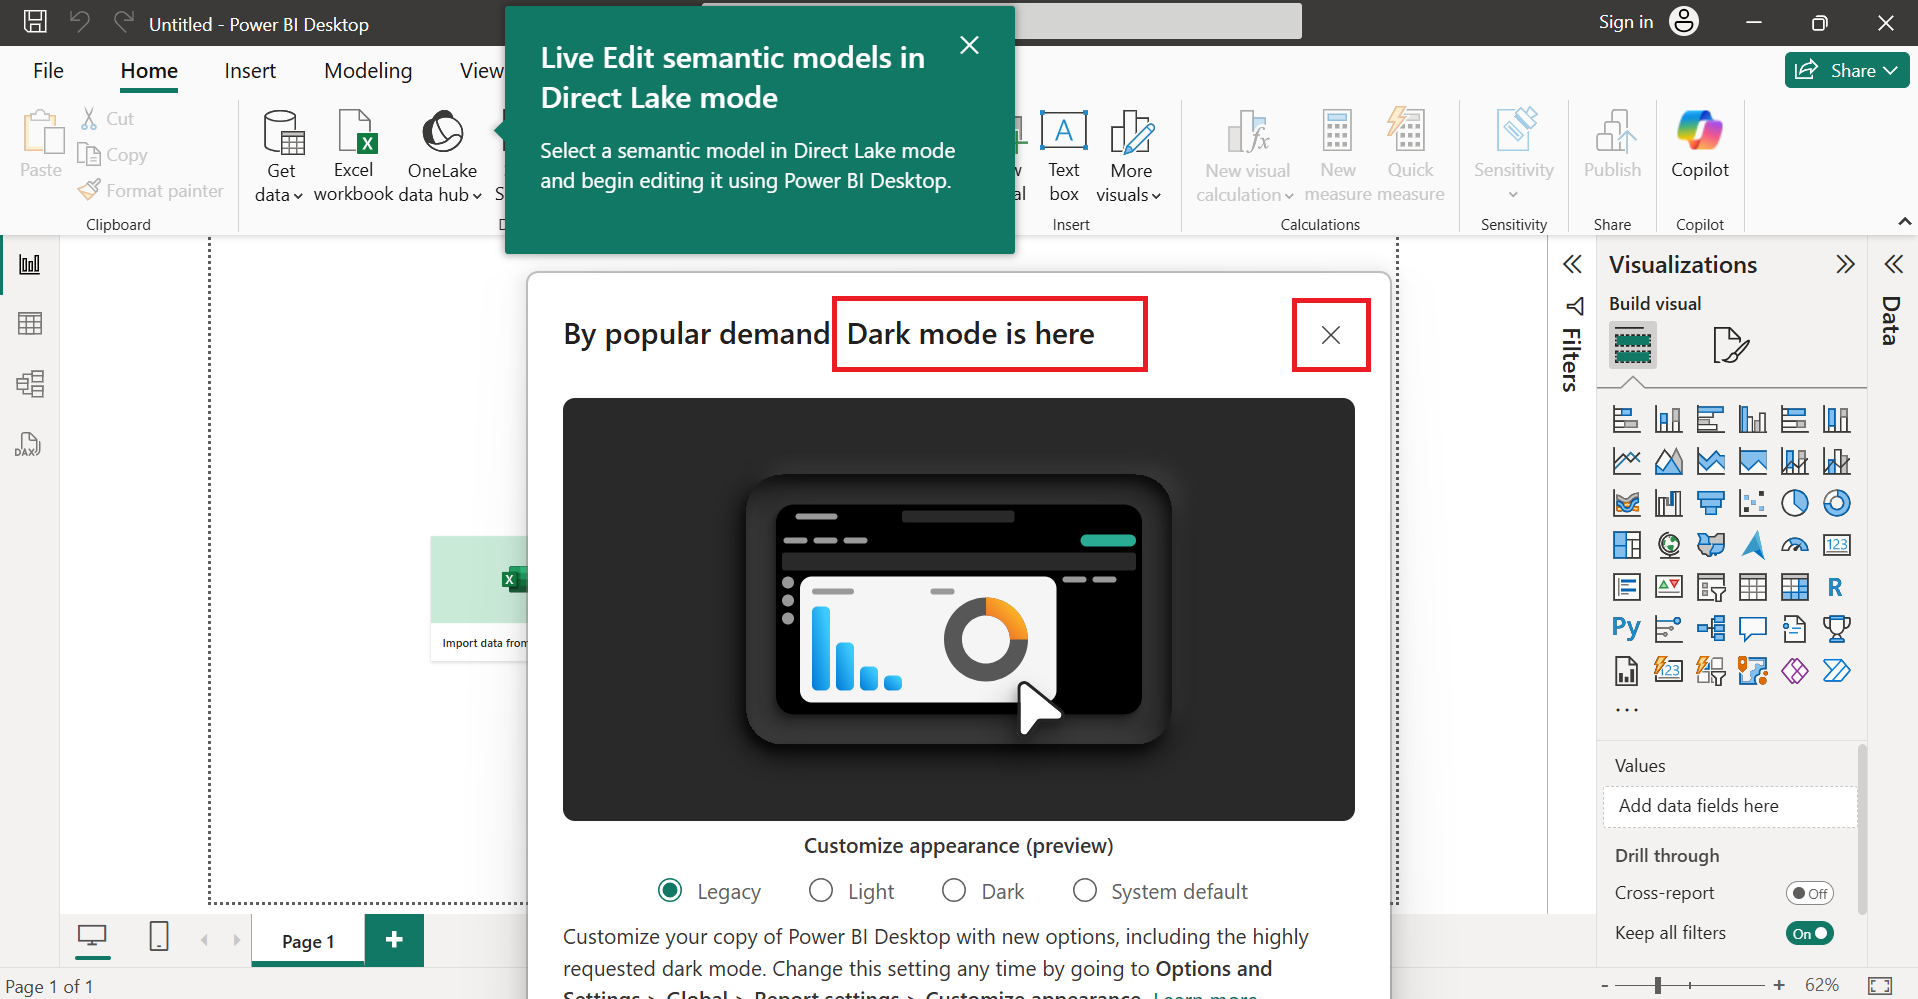 Untitled - Power BI Desktop
Sign in
File
Home
Insert
Modeling
View
Share
Live Edit semantic models in
Direct Lake mode
Select a semantic model in Direct Lake mode
and begin editing it using Power BI Desktop.
Paste
Cut
Copy
Format painter
Clipboard
Get
data
Excel
workbook
OneLake
data hub
Text
box
More
visuals
Insert
New visual
calculation
New
measure
Quick
measure
Calculations
Sensitivity
Sensitivity
Publish
Share
Copilot
Copilot
By popular demand Dark mode is here
Import data from
Customize appearance (preview)
Legacy
Light
Dark
System default
Customize your copy of Power BI Desktop with new options, including the highly
requested dark mode. Change this setting any time by going to Options and
Settings > Global > Report settings > Customize appearance. Learn more
Filters
Visualizations
Build visual
Data
123
R
Py
123
DAX
Values
Add data fields here
Drill through
Cross-report
Off
Keep all filters
On
Page 1
Page 1 of 1
62%